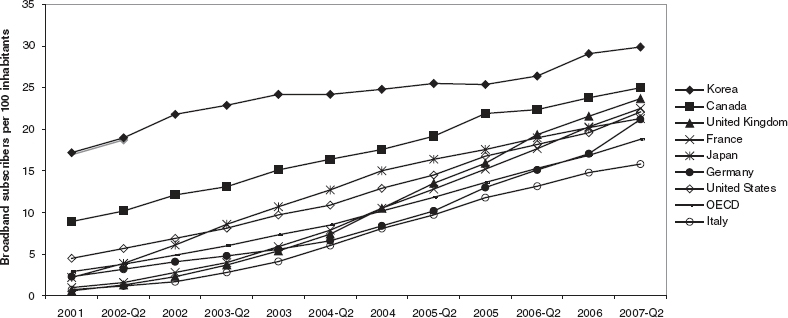 35
30
25
20
15
10
5
0
Broadband subscribers per 100 inhabitants
2001 2002-Q2 2002 2003-Q2 2003 2004-Q2 2004 2005-Q2 2005 2006-Q2 2006 2007-Q2
Korea
Canada
United Kingdom
France
Japan
Germany
United States
OECD
Italy